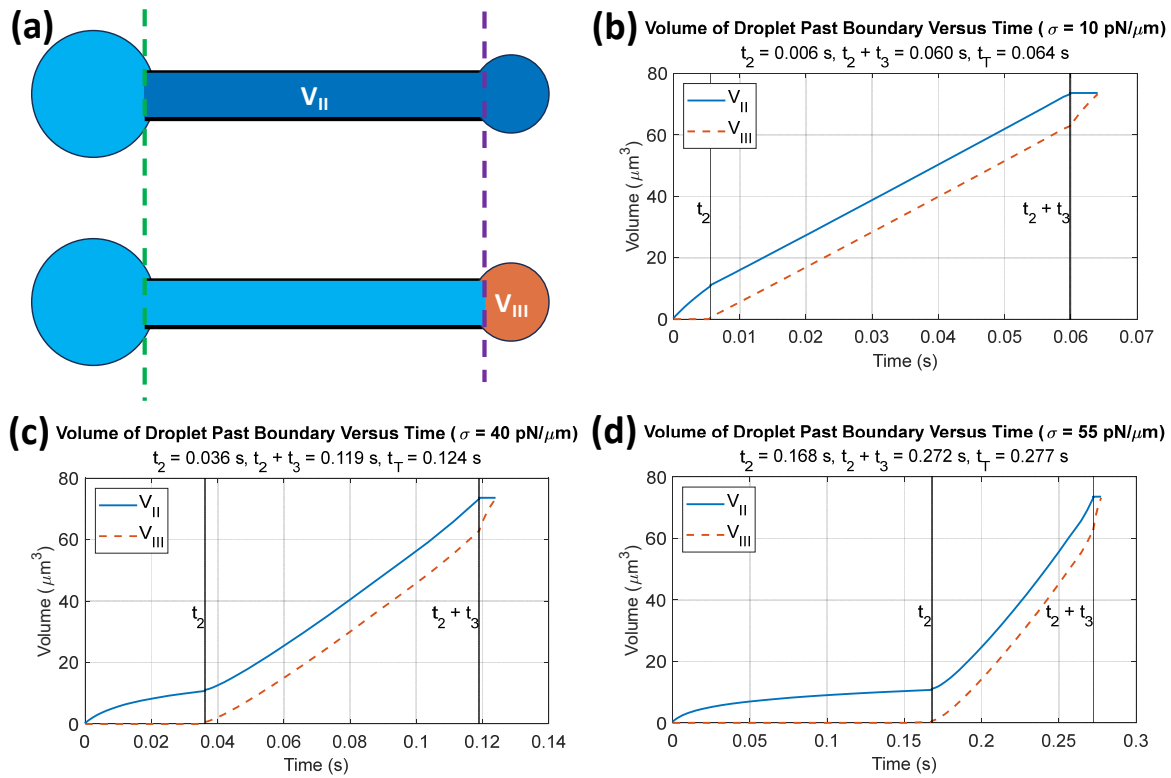 (a)
V_II
V_III
(b)
Volume of Droplet Past Boundary Versus Time ( σ = 10 pN/μm)
t_2 = 0.006 s, t_2 + t_3 = 0.060 s, t_T = 0.064 s
80
60
40
20
0
Volume (μm³)
V_II
V_III
t_2
t_2 + t_3
0 0.01 0.02 0.03 0.04 0.05 0.06 0.07
Time (s)
(c)
Volume of Droplet Past Boundary Versus Time ( σ = 40 pN/μm)
t_2 = 0.036 s, t_2 + t_3 = 0.119 s, t_T = 0.124 s
80
60
40
20
0
Volume (μm³)
V_II
V_III
t_2
t_2 + t_3
0 0.02 0.04 0.06 0.08 0.1 0.12 0.14
Time (s)
(d)
Volume of Droplet Past Boundary Versus Time ( σ = 55 pN/μm)
t_2 = 0.168 s, t_2 + t_3 = 0.272 s, t_T = 0.277 s
80
60
40
20
0
Volume (μm³)
V_II
V_III
t_2
t_2 + t_3
0 0.05 0.1 0.15 0.2 0.25 0.3
Time (s)